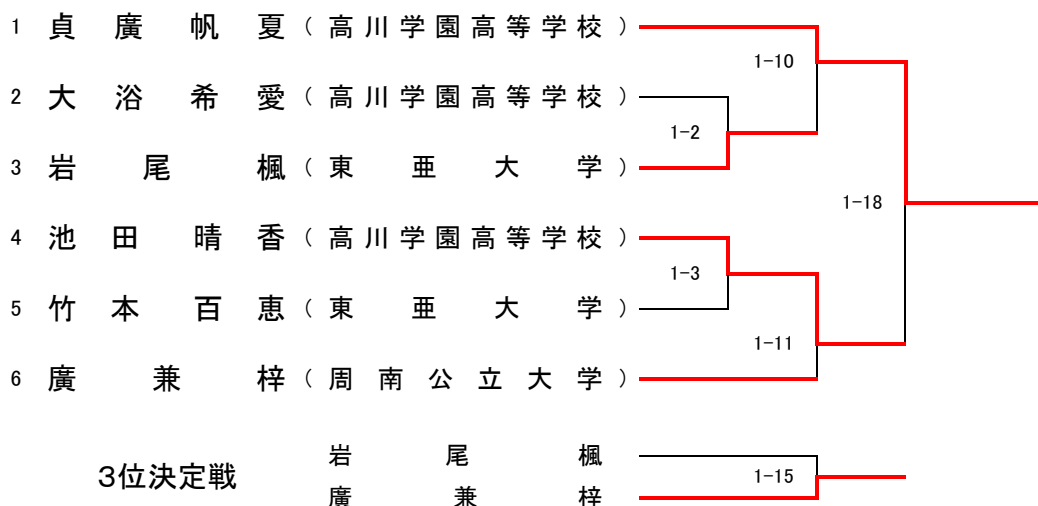 1 貞廣帆夏（高川学園高等学校）
1-10
2 大浴希愛（高川学園高等学校）
1-2
3 岩尾楓（東亜大学）
1-18
4 池田晴香（高川学園高等学校）
1-3
5 竹本百恵（東亜大学）
1-11
6 廣兼梓（周南公立大学）
岩尾楓
3位決定戦
1-15
廣兼梓